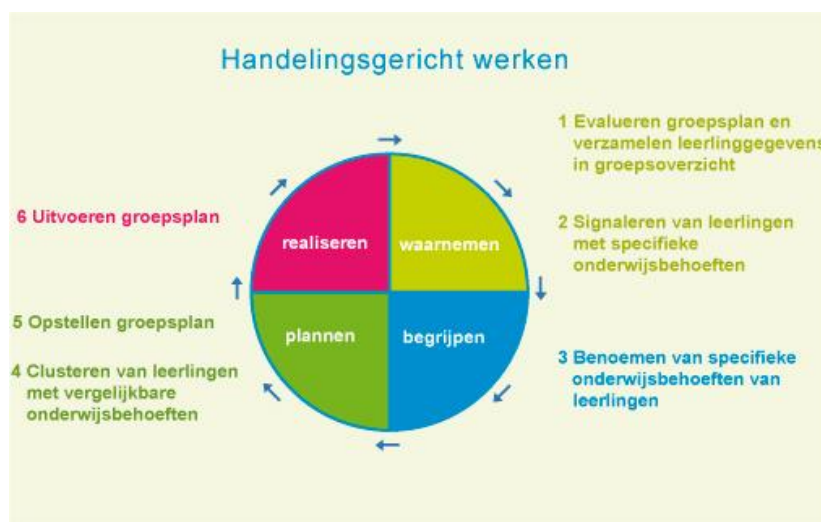 Handelingsgericht werken
1 Evalueren groepsplan en
verzamelen leerlinggegevens
in groepsoverzicht
2 Signaleren van leerlingen
met specifieke
onderwijsbehoeften
3 Benoemen van specifieke
onderwijsbehoeften van
leerlingen
4 Clusteren van leerlingen
met vergelijkbare
onderwijsbehoeften
5 Opstellen groepsplan
6 Uitvoeren groepsplan
realiseren
waarnemen
plannen
begrijpen